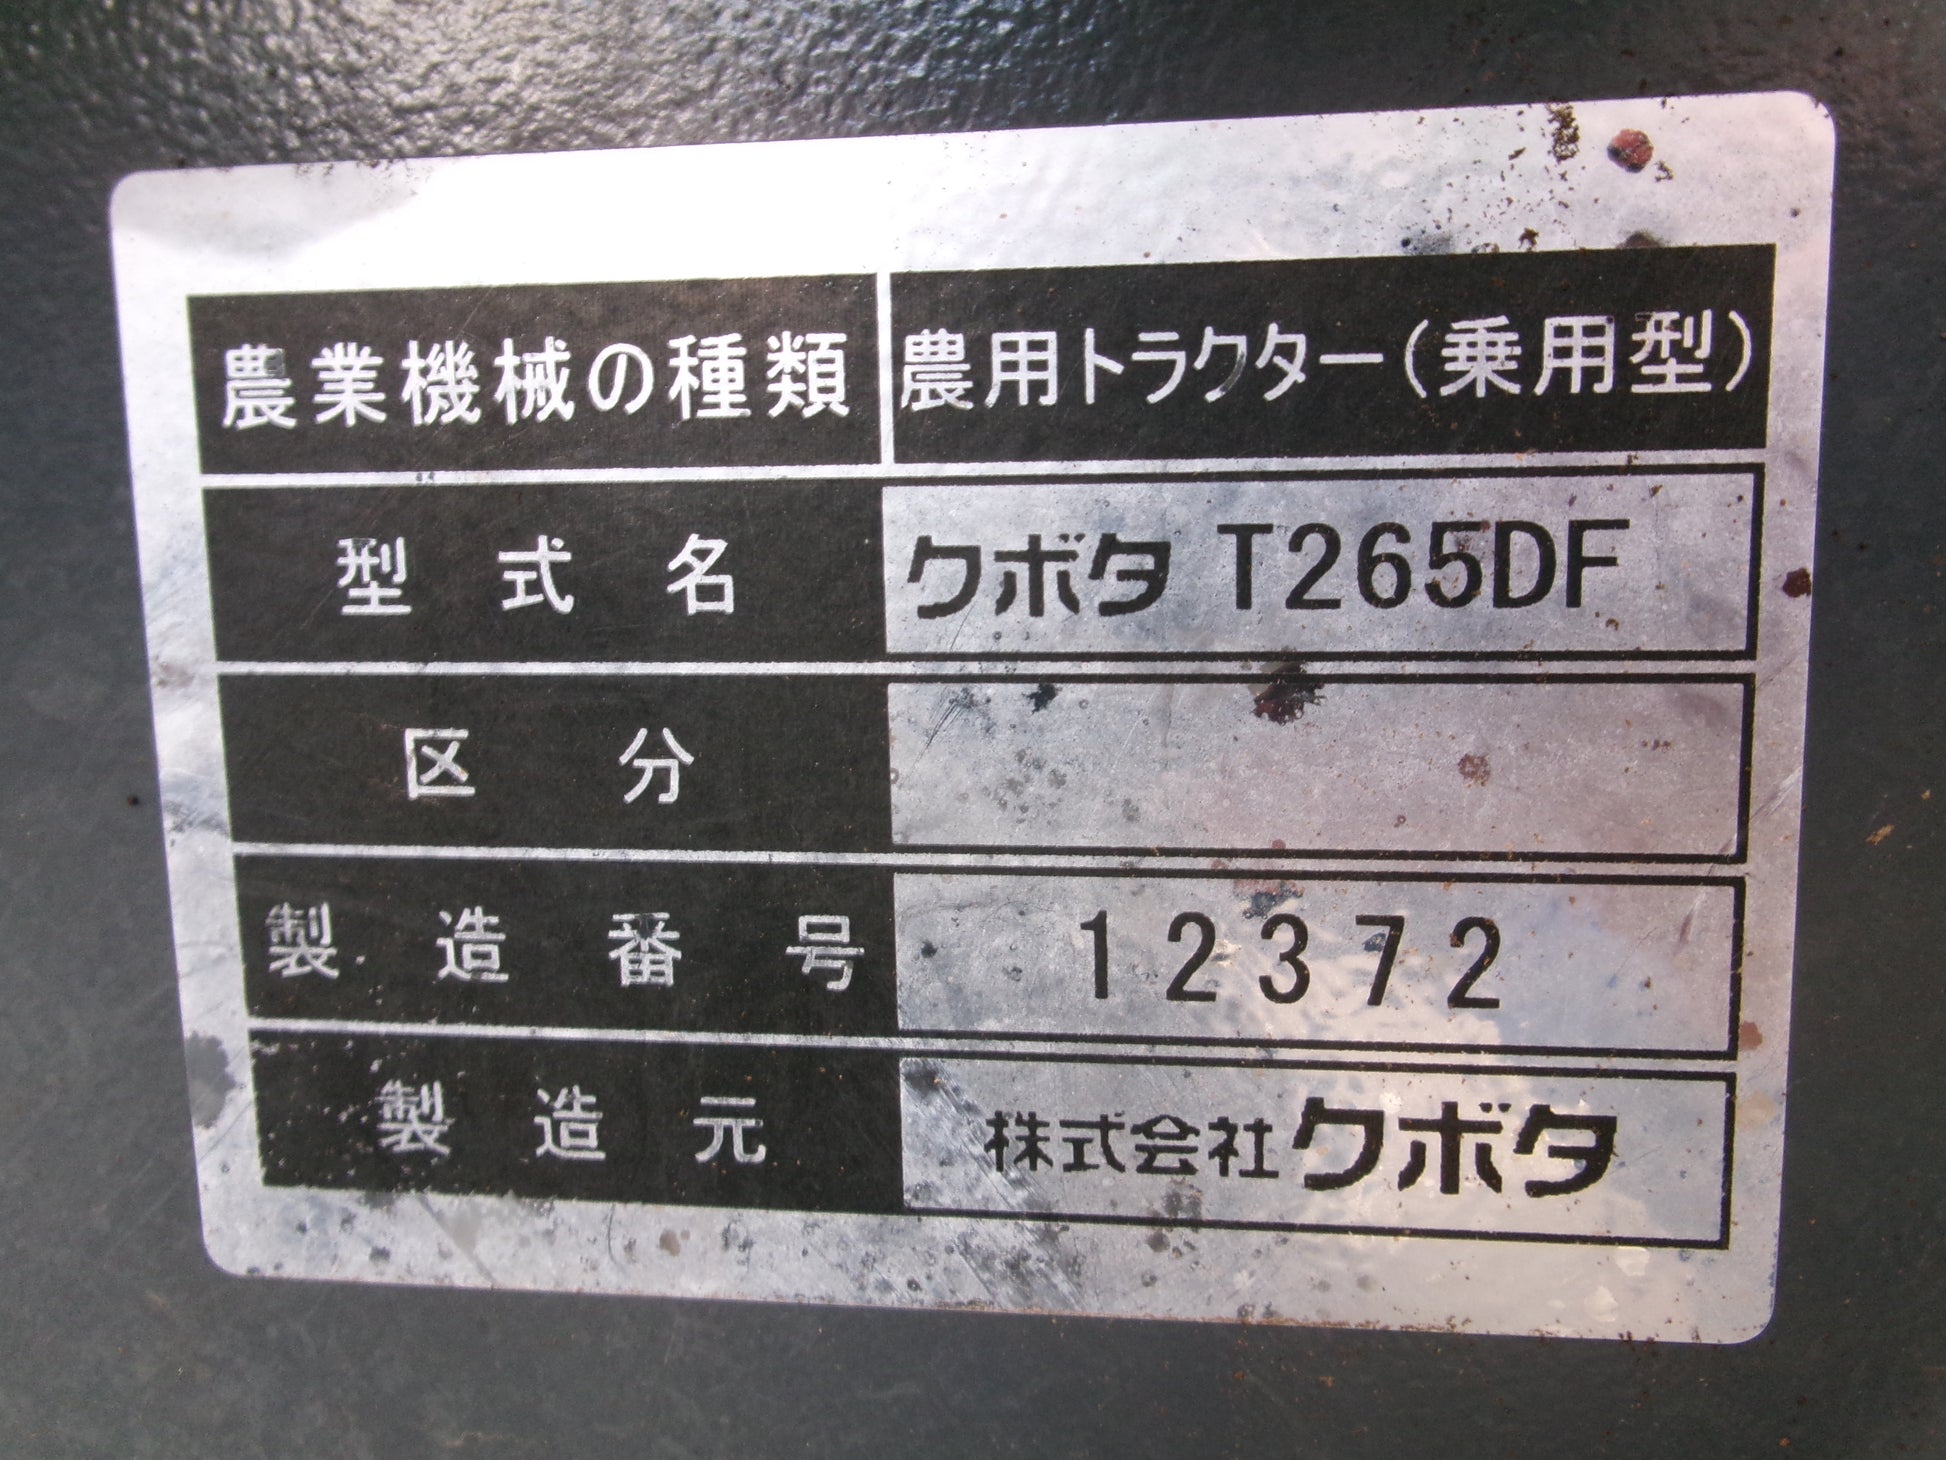 農業機械の種類 農用トラクター(乗用型)
型式名 クボタ T265DF
区分
製造番号 12372
製造元 株式会社クボタ